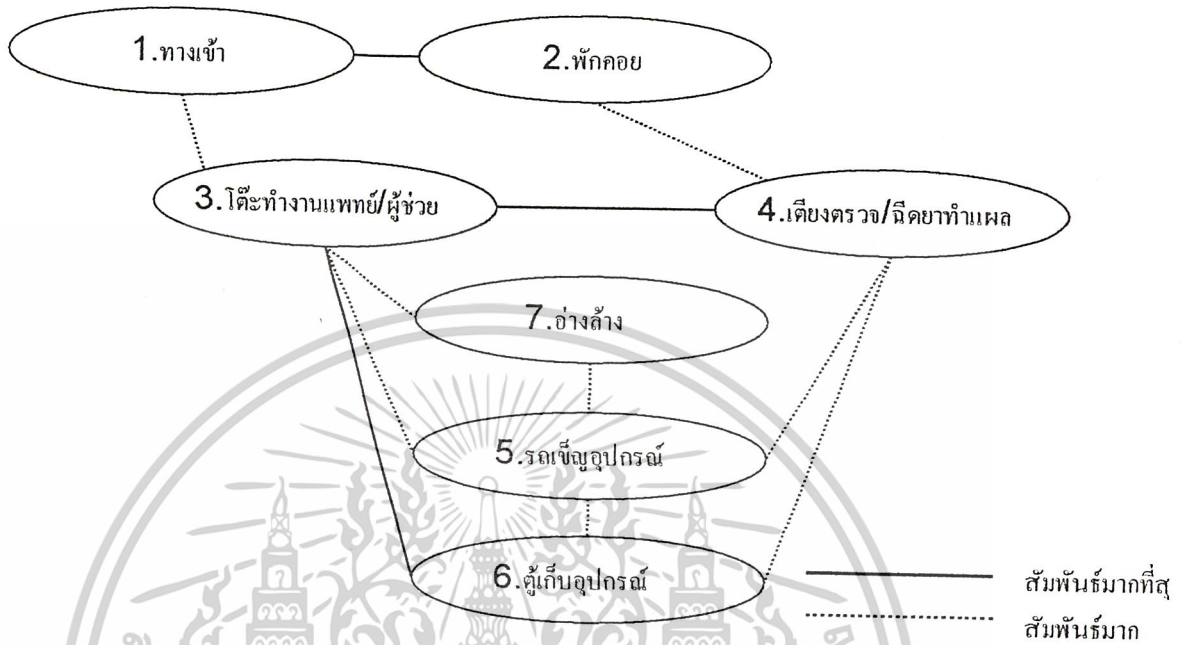 1.ทางเข้า
2.พักคอย
3.โต๊ะทำงานแพทย์/ผู้ช่วย
4.เตียงตรวจ/ฉีดยาทำแผล
7.อ่างล้าง
5.รถเข็ญอุปกรณ์
6.ตู้เก็บอุปกรณ์
สัมพันธ์มากที่สุ
สัมพันธ์มาก